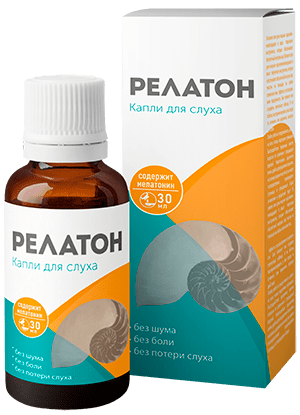 РЕЛАТОН
Капли для слуха
содержит
мелатонин
30
мл
• без шума
• без боли
• без потери слуха
РЕЛАТОН
Капли для слуха
содержит
мелатонин
30
мл
• без шума
• без боли
• без потери слуха